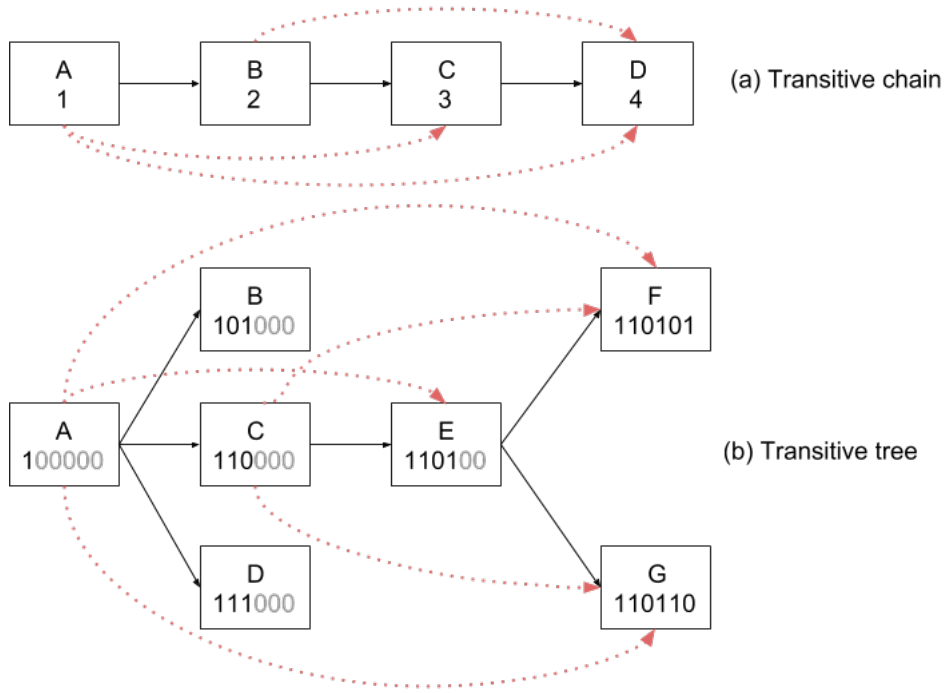 A
1
B
2
C
3
D
4
(a) Transitive chain
B
101000
F
110101
A
100000
C
110000
E
110100
(b) Transitive tree
D
111000
G
110110